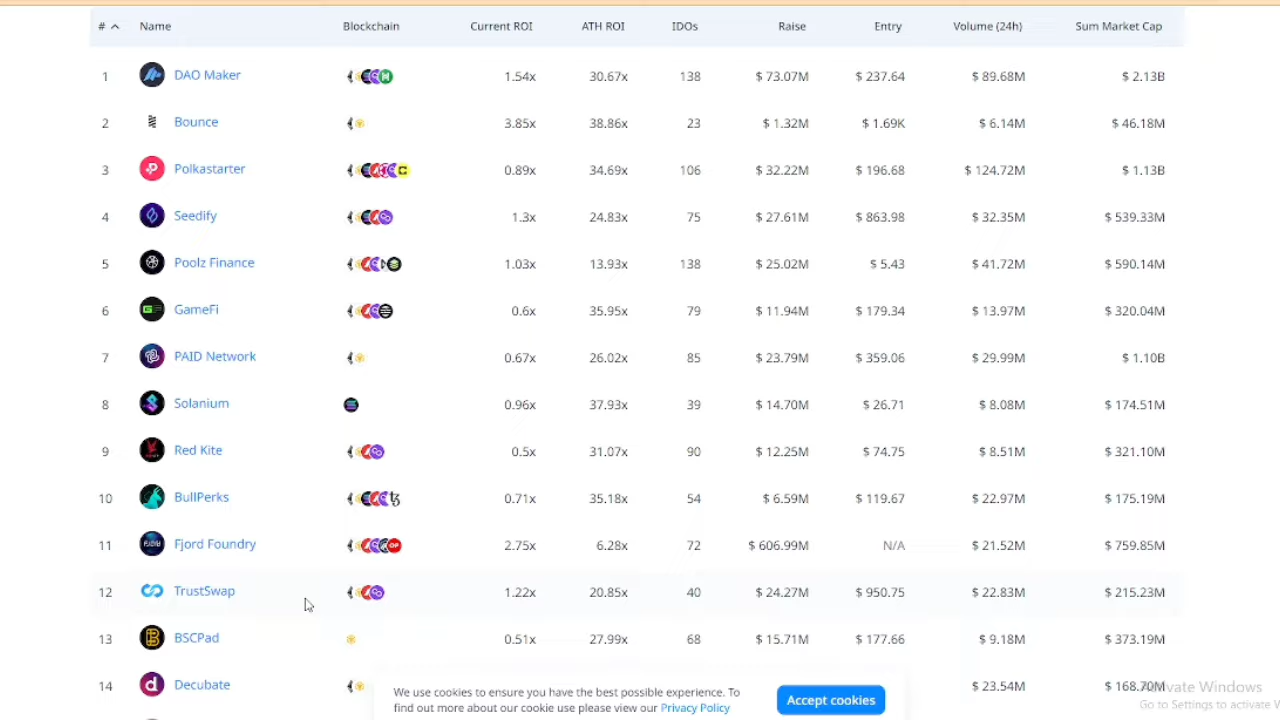 # Name Blockchain Current ROI ATH ROI IDOs Raise Entry Volume (24h) Sum Market Cap
1 DAO Maker 1.54x 30.67x 138 $ 73.07M $ 237.64 $ 89.68M $ 2.13B
2 Bounce 3.85x 38.86x 23 $ 1.32M $ 1.69K $ 6.14M $ 46.18M
3 Polkastarter 0.89x 34.69x 106 $ 32.22M $ 196.68 $ 124.72M $ 1.13B
4 Seedify 1.3x 24.83x 75 $ 27.61M $ 863.98 $ 32.35M $ 539.33M
5 Poolz Finance 1.03x 13.93x 138 $ 25.02M $ 5.43 $ 41.72M $ 590.14M
6 GameFi 0.6x 35.95x 79 $ 11.94M $ 179.34 $ 13.97M $ 320.04M
7 PAID Network 0.67x 26.02x 85 $ 23.79M $ 359.06 $ 29.99M $ 1.10B
8 Solanium 0.96x 37.93x 39 $ 14.70M $ 26.71 $ 8.08M $ 174.51M
9 Red Kite 0.5x 31.07x 90 $ 12.25M $ 74.75 $ 8.51M $ 321.10M
10 BullPerks 0.71x 35.18x 54 $ 6.59M $ 119.67 $ 22.97M $ 175.19M
11 Fjord Foundry 2.75x 6.28x 72 $ 606.99M N/A $ 21.52M $ 759.85M
12 TrustSwap 1.22x 20.85x 40 $ 24.27M $ 950.75 $ 22.83M $ 215.23M
13 BSCPad 0.51x 27.99x 68 $ 15.71M $ 177.66 $ 9.18M $ 373.19M
14 Decubate $ 23.54M
We use cookies to ensure you have the best possible experience. To
find out more about our cookie use please view our Privacy Policy
Accept cookies
Activate Windows
Go to Settings to activate